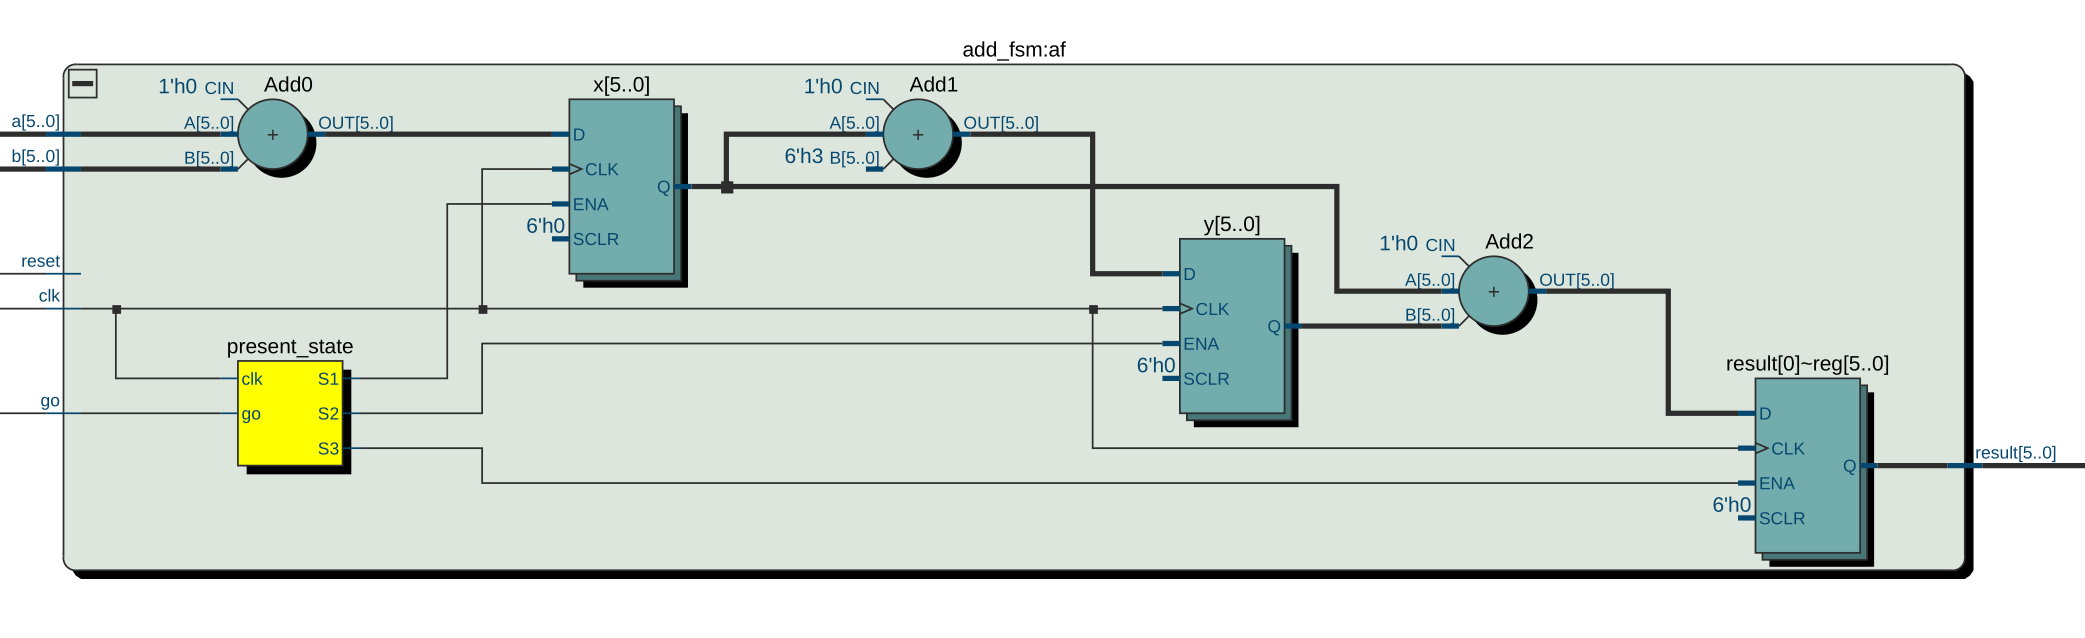 add_fsm:af
1'h0 CIN
Add0
a[5..0]
A[5..0]
OUT[5..0]
b[5..0]
B[5..0]
+
x[5..0]
D
CLK
ENA
6'h0
SCLR
Q
1'h0 CIN
Add1
A[5..0]
OUT[5..0]
6'h3 B[5..0]
+
reset
clk
go
present_state
clk
S1
go
S2
S3
y[5..0]
D
CLK
ENA
6'h0
SCLR
Q
1'h0 CIN
Add2
A[5..0]
OUT[5..0]
B[5..0]
+
result[0]~reg[5..0]
D
CLK
ENA
6'h0
SCLR
Q
result[5..0]